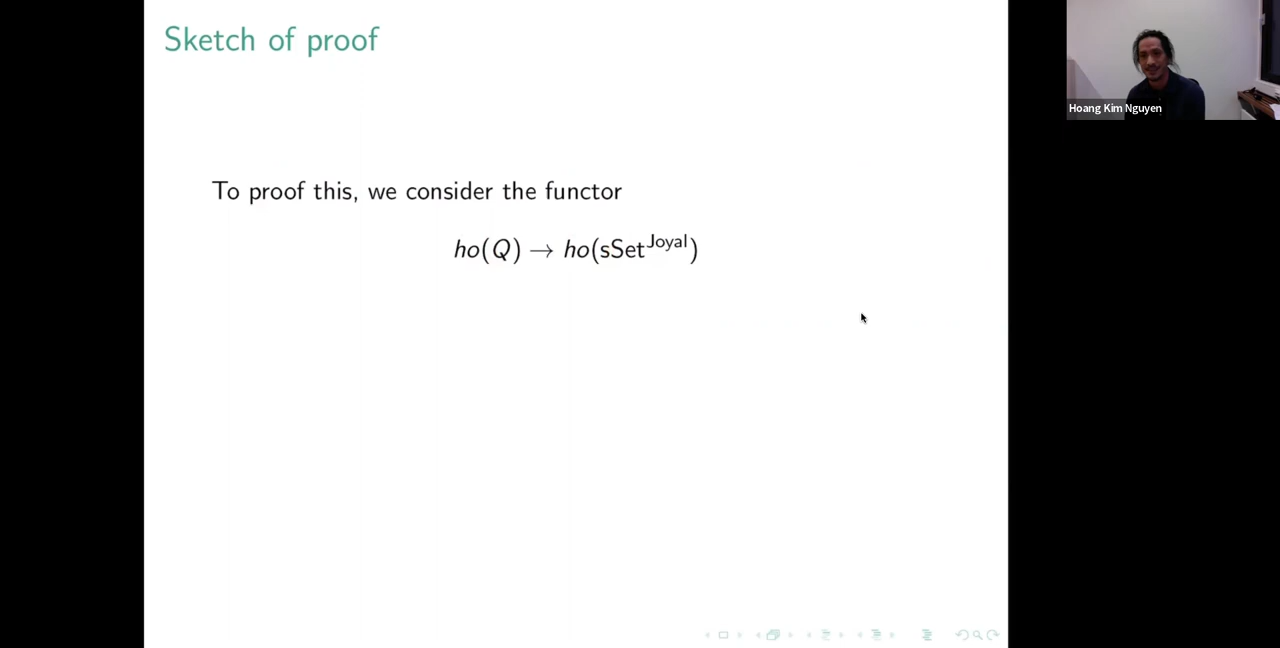 Sketch of proof
Hoang Kim Nguyen
To proof this, we consider the functor
ho(Q) → ho(sSet^Joyal)